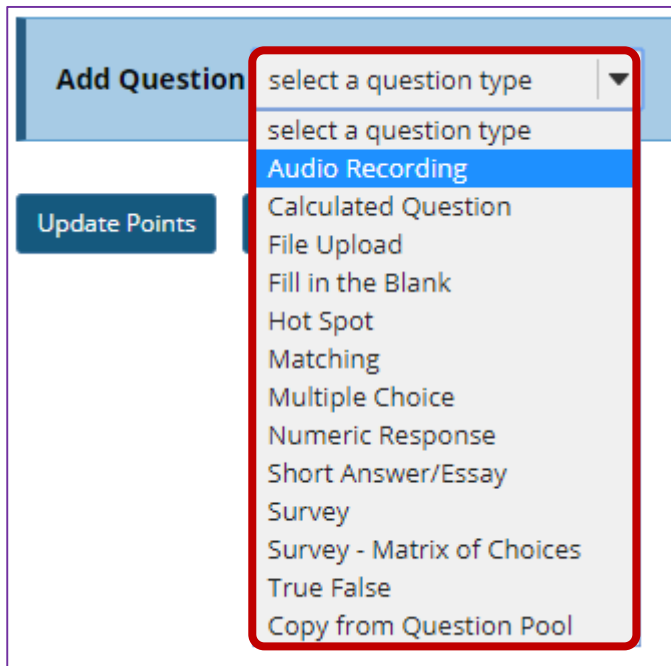 Add Question select a question type
select a question type
Audio Recording
Calculated Question
Update Points
File Upload
Fill in the Blank
Hot Spot
Matching
Multiple Choice
Numeric Response
Short Answer/Essay
Survey
Survey - Matrix of Choices
True False
Copy from Question Pool